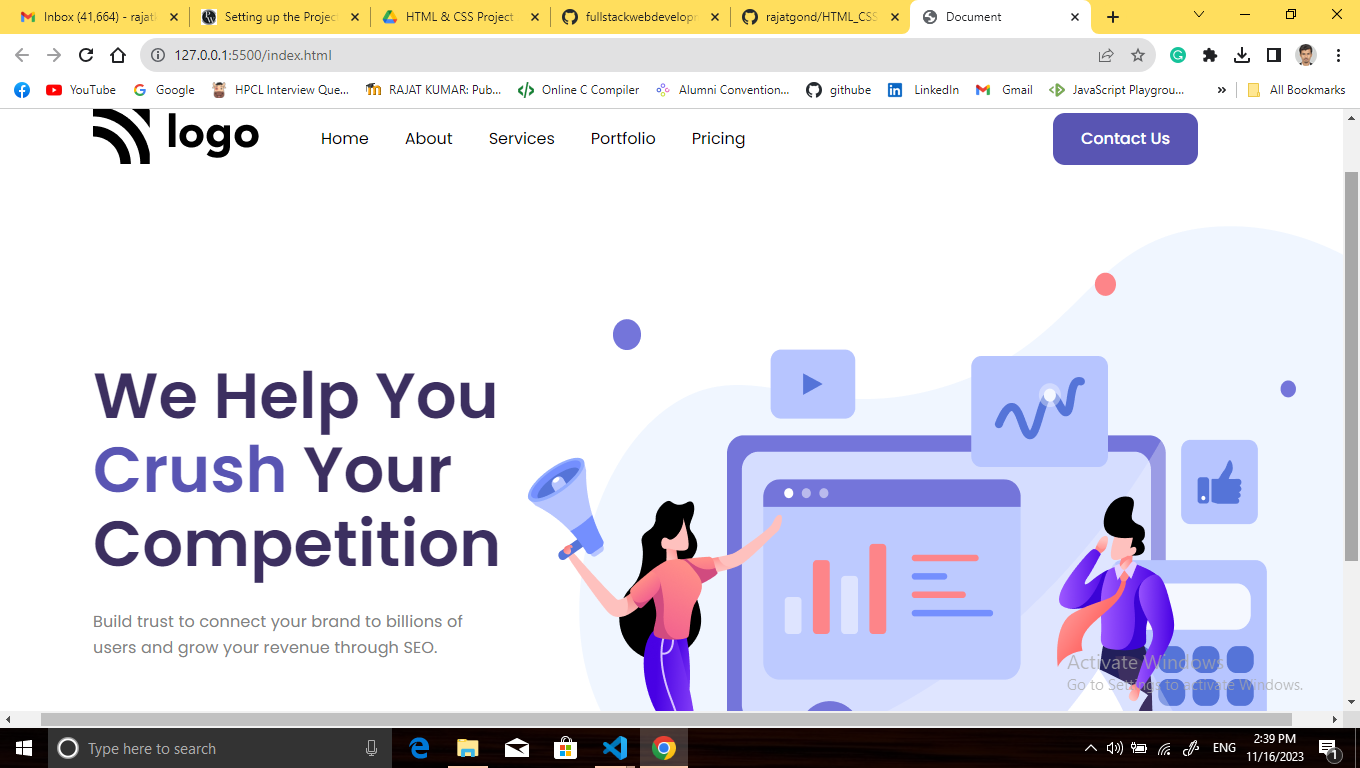 Inbox (41,664) - rajatk
Setting up the Project
HTML & CSS Project
fullstackwebdevelopm
rajatgond/HTML_CSS
Document
127.0.0.1:5500/index.html
YouTube
Google
HPCL Interview Que...
RAJAT KUMAR: Pub...
Online C Compiler
Alumni Convention...
githube
LinkedIn
Gmail
JavaScript Playgrou...
»
All Bookmarks
logo
Home
About
Services
Portfolio
Pricing
Contact Us
We Help You
Crush Your
Competition
Build trust to connect your brand to billions of
users and grow your revenue through SEO.
Activate Windows
Go to Settings to activate Windows.
Type here to search
ENG
2:39 PM
11/16/2023
1